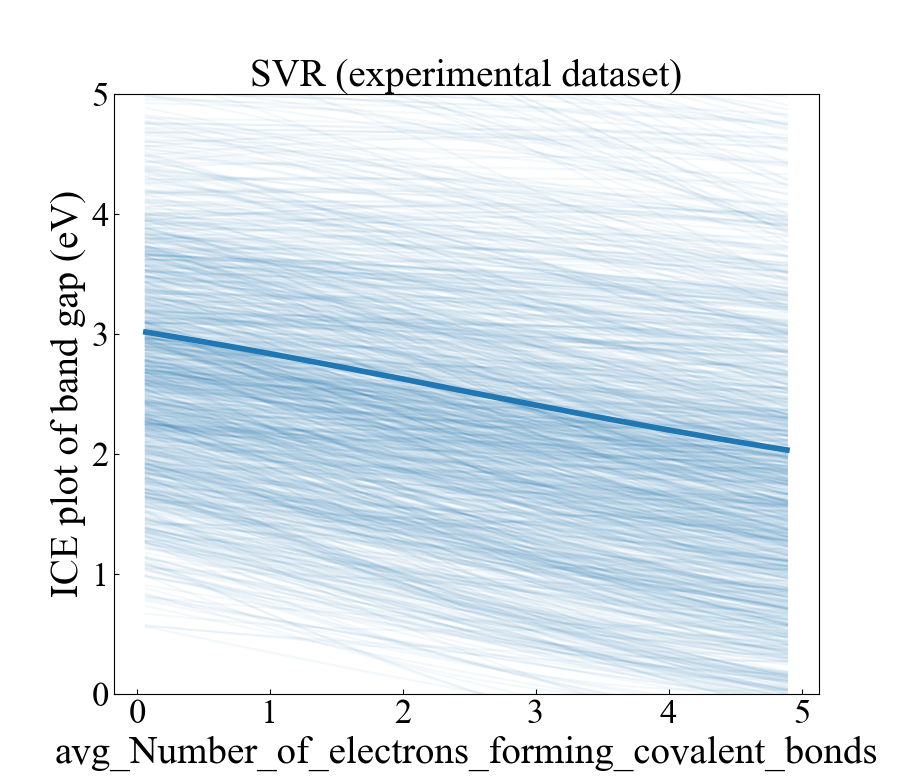 SVR (experimental dataset)
ICE plot of band gap (eV)
5
4
3
2
1
0
0 1 2 3 4 5
avg_Number_of_electrons_forming_covalent_bonds